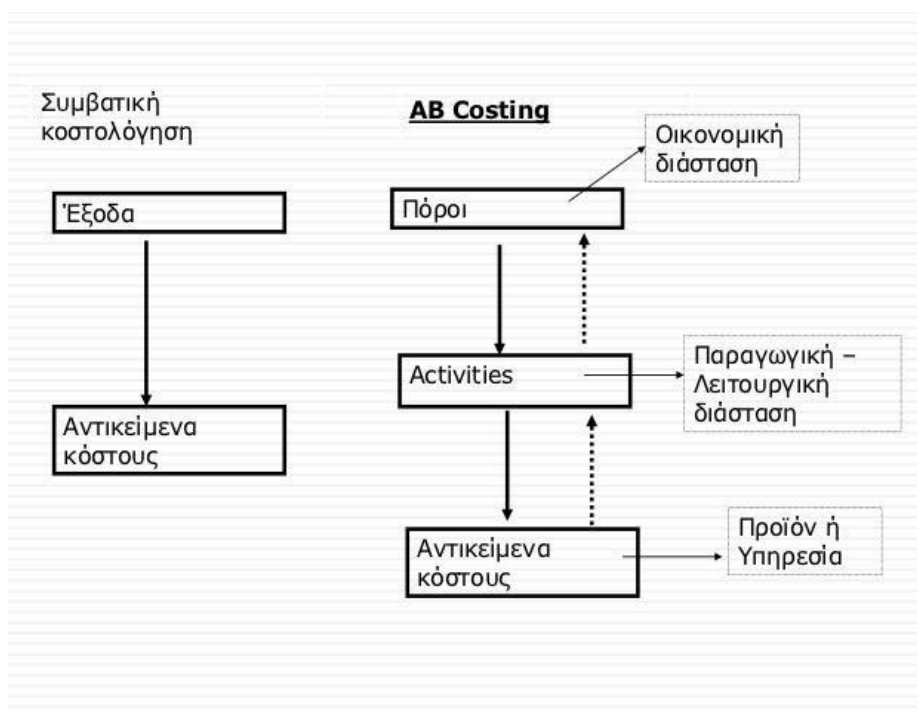 Συμβατική
κοστολόγηση
AB Costing
Οικονομική
διάσταση
Έξοδα
Πόροι
Activities
Παραγωγική –
Λειτουργική
διάσταση
Αντικείμενα
κόστους
Αντικείμενα
κόστους
Προϊόν ή
Υπηρεσία